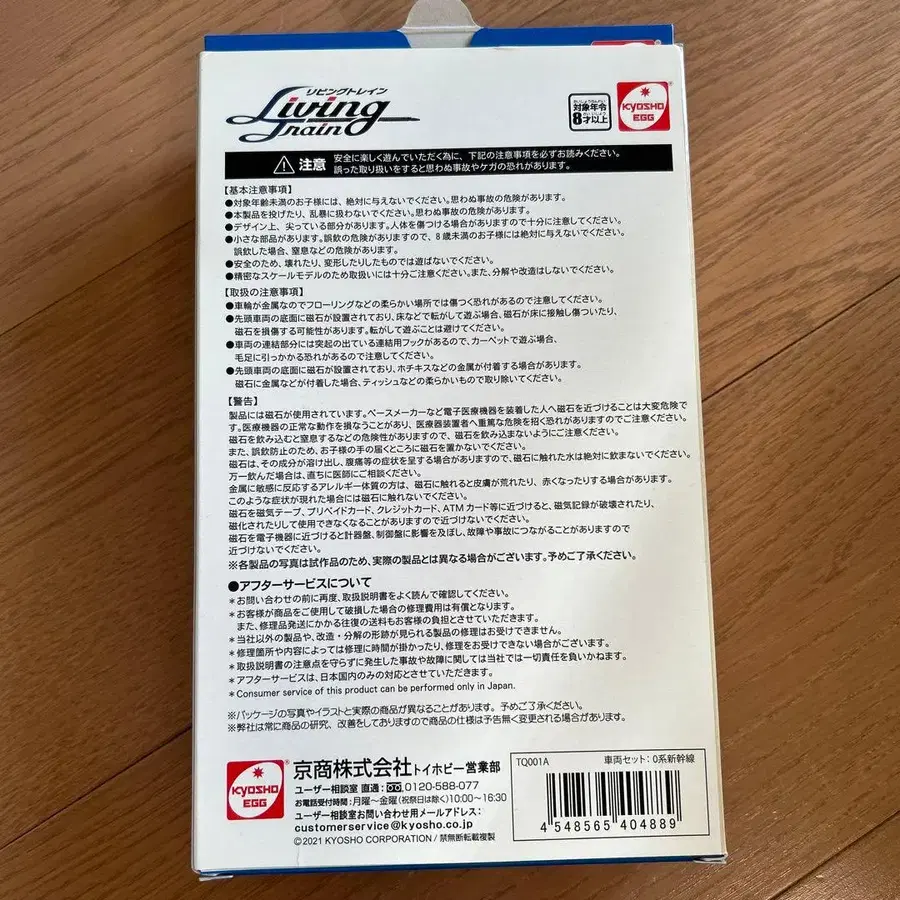 リビングトレイン
Living Train
たいしょうねんれい
対象年令
8才以上
KYOSHO
EGG
注意
安全に楽しく遊んでいただく為に、下記の注意事項を必ずお読みください。
誤った取り扱いをすると思わぬ事故やケガの恐れがあります。
【基本注意事項】
●対象年齢未満のお子様には、絶対に与えないでください。思わぬ事故の危険があります。
●本製品を投げたり、乱暴に扱わないでください。思わぬ事故の危険があります。
●デザイン上、尖っている部分があります。人体を傷つける場合がありますので十分に注意してください。
●小さな部品があります。誤飲の危険がありますので、8歳未満のお子様には絶対に与えないでください。
誤飲した場合、窒息などの危険があります。
●安全のため、壊れたり、変形したりしたものでは遊ばないでください。
●精密なスケールモデルのため取扱いには十分ご注意ください。また、分解や改造はしないでください。
【取扱の注意事項】
●車輪が金属なのでフローリングなどの柔らかい場所では傷つく恐れがあるので注意してください。
●先頭車両の底面に磁石が設置されており、床などで転がして遊ぶ場合、磁石が床に接触し傷ついたり、
磁石を損傷する可能性があります。転がして遊ぶことは避けてください。
●車両の連結部分には突起の出ている連結用フックがあるので、カーペットで遊ぶ場合、
毛足に引っかかる恐れがあるので注意してください。
●先頭車両の底面に磁石が設置されており、ホチキスなどの金属が付着する場合があります。
磁石に金属などが付着した場合、ティッシュなどの柔らかいもので取り除いてください。
【警告】
製品には磁石が使用されています。ペースメーカーなど電子医療機器を装着した人へ磁石を近づけることは大変危険で
す。医療機器の正常な動作を損なうことがあり、医療器装着者へ重篤な危険を招く恐れがありますのでご注意ください。
磁石を飲み込むと窒息するなどの危険性がありますので、磁石を飲み込まないようにご注意ください。
また、誤飲防止のため、お子様の手の届くところに磁石を置かないでください。
磁石は、その成分が溶け出し、腹痛等の症状を呈する場合がありますので、磁石に触れた水は絶対に飲まないでください。
万一飲んだ場合は、直ちに医師にご相談ください。
金属に敏感に反応するアレルギー体質の方は、磁石に触れると皮膚が荒れたり、赤くなったりする場合があります。
このような症状が現れた場合には磁石に触れないでください。
磁石を磁気テープ、プリペイドカード、クレジットカード、ATMカード等に近づけると、磁気記録が破壊されたり、
磁化されたりして使用できなくなることがありますので近づけないでください。
磁石を電子機器に近づけると計器盤、制御盤に影響を及ぼし、故障や事故につながることがありますので
近づけないでください。
※各製品の写真は試作品のため、実際の製品とは異なる場合がございます。予めご了承ください。
●アフターサービスについて
＊お問い合わせの前に再度、取扱説明書をよく読んで確認してください。
＊お客様が商品をご使用して破損した場合の修理費用は有償となります。
また、修理品発送にかかる往復の送料もお客様の負担とさせていただきます。
＊当社以外の製品や、改造・分解の形跡が見られる製品の修理はお受けできません。
＊修理箇所や内容によっては修理に時間が掛かったり、修理をお受けできない場合がございます。
＊取扱説明書の注意点を守らずに発生した事故や故障に関しては当社では一切責任を負いかねます。
＊アフターサービスは、日本国内のみの対応とさせていただきます。
＊Consumer service of this product can be performed only in Japan.
※パッケージの写真やイラストと実際の商品が異なることがあります。予めご了承ください。
※弊社は常に商品の研究、改善をしておりますので商品の仕様は予告無く変更される場合があります。
KYOSHO
EGG
京商株式会社トイホビー営業部
ユーザー相談室 直通：0120-588-077
お電話受付時間：月曜～金曜(祝祭日は除く)10:00～16:30
ユーザー相談室お問い合わせ用メールアドレス：
customerservice@kyosho.co.jp
©2021 KYOSHO CORPORATION / 禁無断転載複製
TQ001A
車両セット：0系新幹線
4 548565 404889